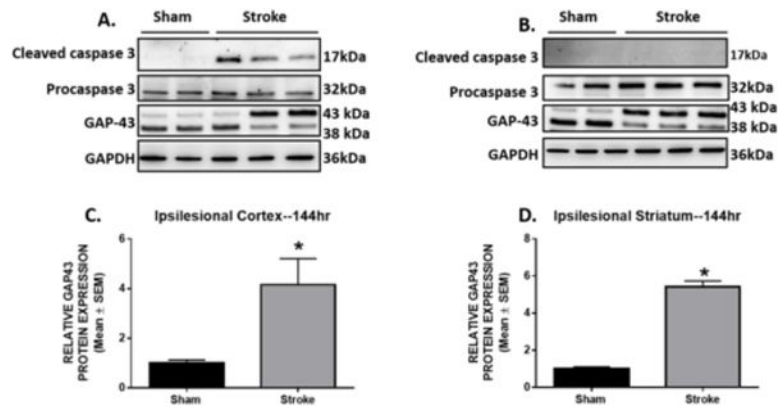 A.
Sham Stroke
Cleaved caspase 3 17kDa
Procaspase 3 32kDa
GAP-43 43 kDa
38 kDa
GAPDH 36kDa
B.
Sham Stroke
Cleaved caspase 3 17kDa
Procaspase 3 32kDa
GAP-43 43 kDa
38 kDa
GAPDH 36kDa
C.
Ipsilesional Cortex--144hr
RELATIVE GAP43
PROTEIN EXPRESSION
(Mean ± SEM)
6
4
2
0
*
Sham Stroke
D.
Ipsilesional Striatum--144hr
RELATIVE GAP43
PROTEIN EXPRESSION
(Mean ± SEM)
8
6
4
2
0
*
Sham Stroke